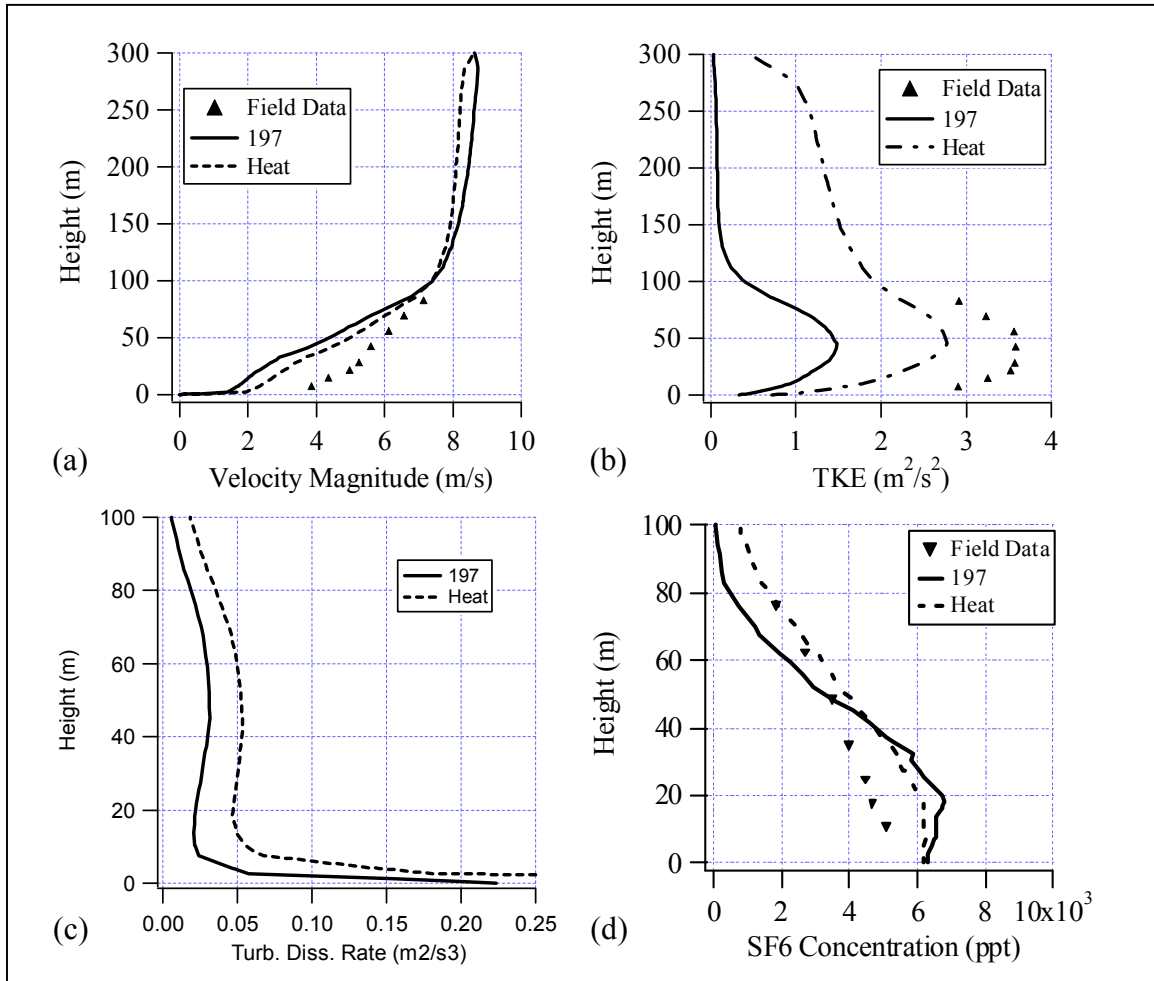 300
250
200
150
100
50
0
Height (m)
Field Data
197
Heat
0
2
4
6
8
10
Velocity Magnitude (m/s)
(a)
300
250
200
150
100
50
0
Height (m)
Field Data
197
Heat
0
1
2
3
4
TKE (m²/s²)
(b)
100
80
60
40
20
0
Height (m)
197
Heat
0.00
0.05
0.10
0.15
0.20
0.25
Turb. Diss. Rate (m2/s3)
(c)
100
80
60
40
20
0
Height (m)
Field Data
197
Heat
0
2
4
6
8
10x10³
SF6 Concentration (ppt)
(d)